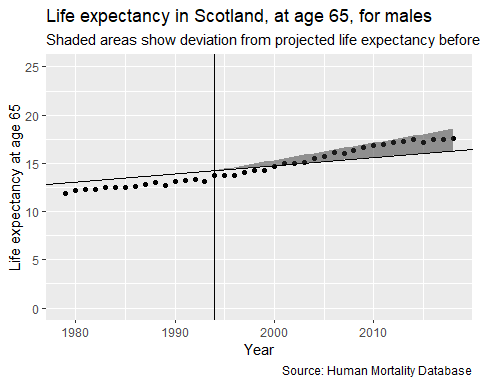 Life expectancy in Scotland, at age 65, for males
Shaded areas show deviation from projected life expectancy before
Life expectancy at age 65
25
20
15
10
5
0
1980 1990 2000 2010
Year
Source: Human Mortality Database